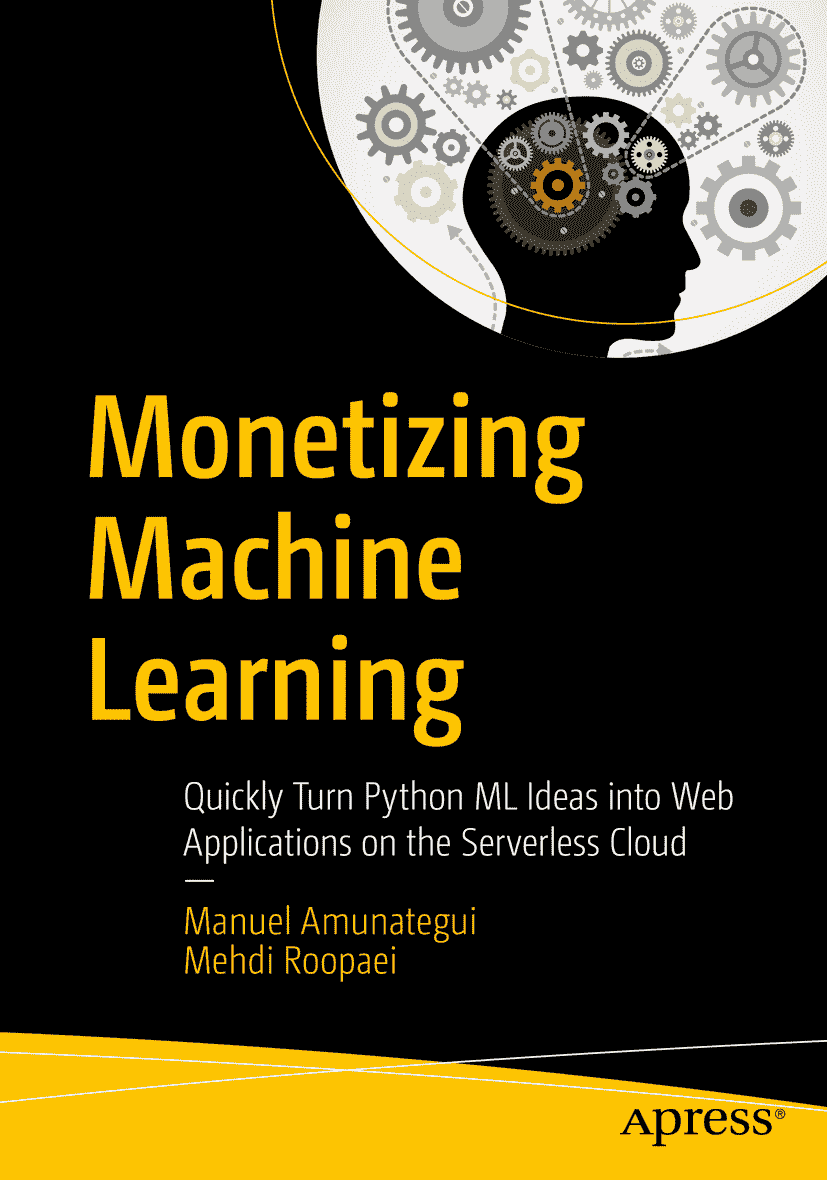 Monetizing
Machine
Learning
Quickly Turn Python ML Ideas into Web
Applications on the Serverless Cloud
Manuel Amunategui
Mehdi Roopaei
Apress®